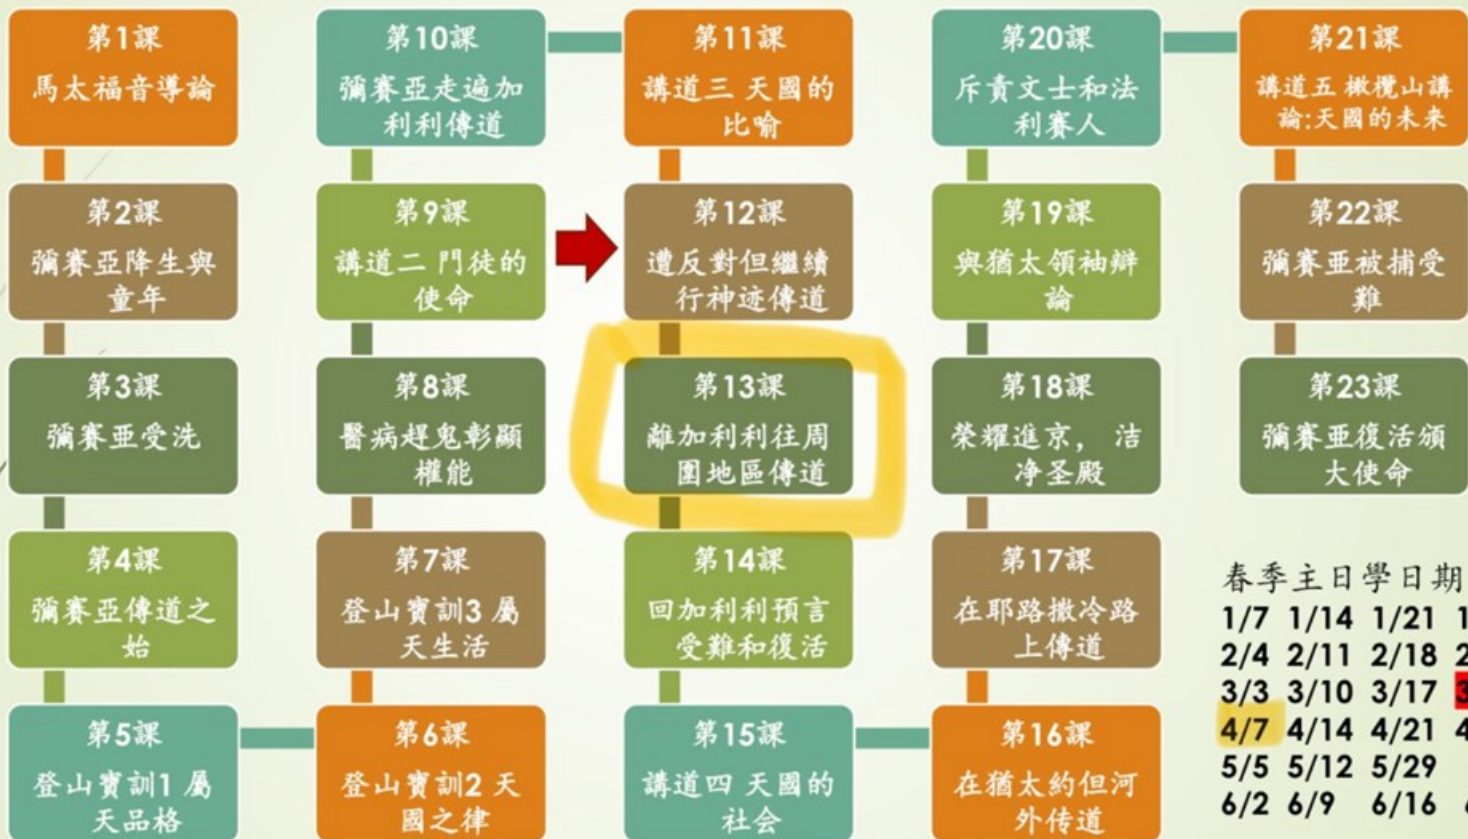 第1課
馬太福音導論
第2課
彌賽亞降生與
童年
第3課
彌賽亞受洗
第4課
彌賽亞傳道之
始
第5課
登山寶訓1 屬
天品格
第6課
登山寶訓2 天
國之律
第7課
登山寶訓3 屬
天生活
第8課
醫病趕鬼彰顯
權能
第9課
講道二 門徒的
使命
第10課
彌賽亞走遍加
利利傳道
第11課
講道三 天國的
比喻
第12課
遭反對但繼續
行神迹傳道
第13課
離加利利往周
圍地區傳道
第14課
回加利利預言
受難和復活
第15課
講道四 天國的
社会
第16課
在猶太約但河
外传道
第17課
在耶路撒冷路
上傳道
第18課
榮耀進京， 洁
净圣殿
第19課
與猶太領袖辯
論
第20課
斥責文士和法
利賽人
第21課
講道五 橄欖山講
論:天國的未来
第22課
彌賽亞被捕受
難
第23課
彌賽亞復活頒
大使命
春季主日學日期
1/7 1/14 1/21
2/4 2/11 2/18
3/3 3/10 3/17
4/7 4/14 4/21
5/5 5/12 5/29
6/2 6/9 6/16